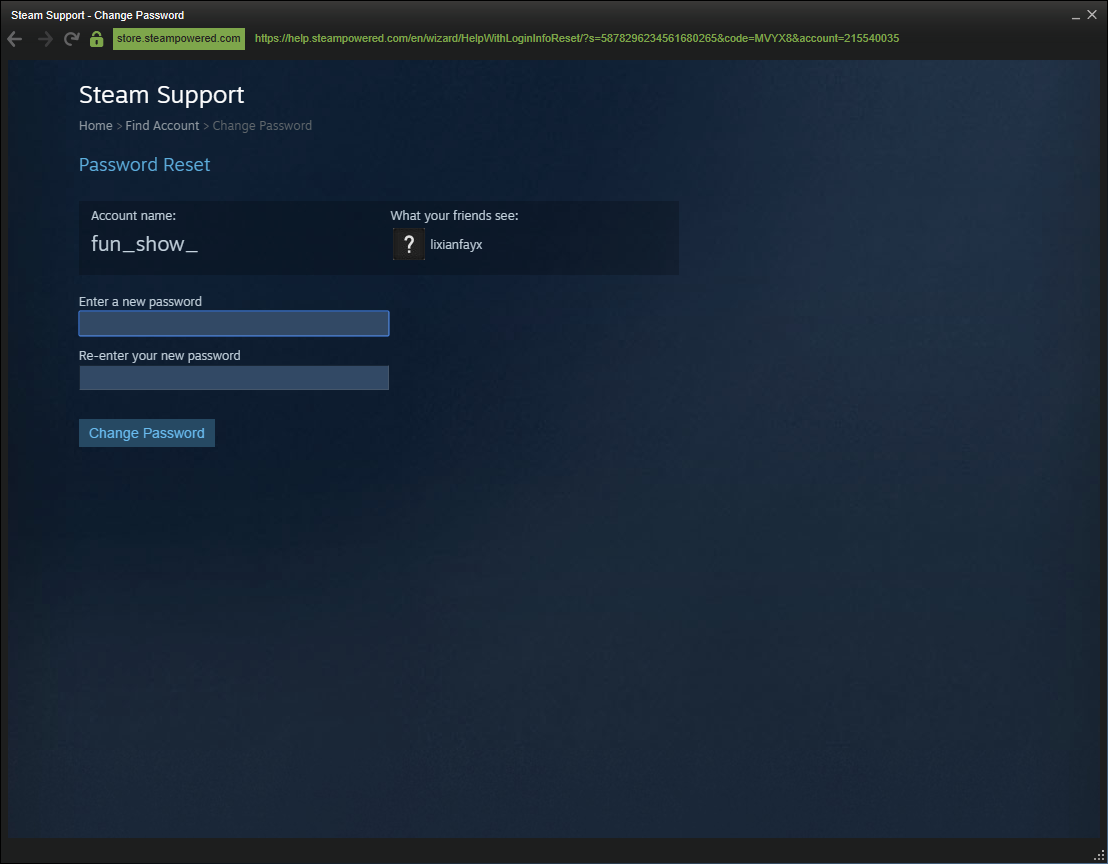 Steam Support - Change Password
store.steampowered.com https://help.steampowered.com/en/wizard/HelpWithLoginInfoReset/?s=5878296234561680265&code=MVYX8&account=215540035
Steam Support
Home > Find Account > Change Password
Password Reset
Account name: What your friends see:
fun_show_ ? lixianfayx
Enter a new password
Re-enter your new password
Change Password